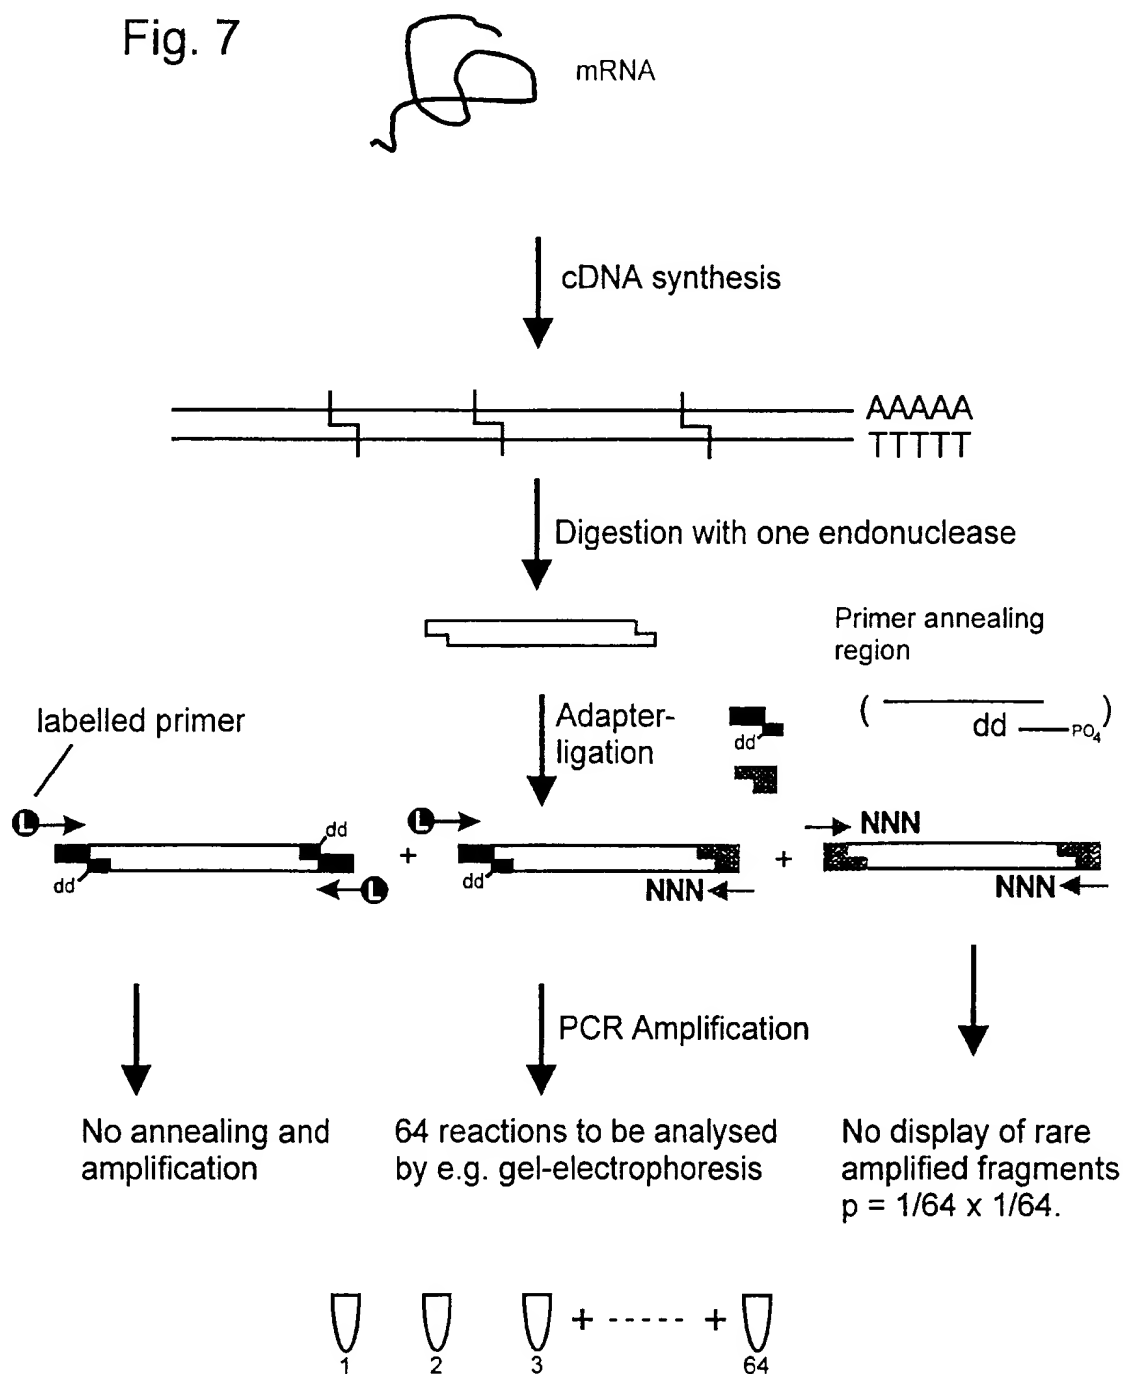 Fig. 7
mRNA
cDNA synthesis
AAAAA
TTTTT
Digestion with one endonuclease
Primer annealing
region
labelled primer
Adapter-
ligation
dd
( dd PO4 )
L
dd
dd
+
L
dd
NNN
+
NNN
NNN
L
PCR Amplification
No annealing and
amplification
64 reactions to be analysed
by e.g. gel-electrophoresis
No display of rare
amplified fragments
p = 1/64 x 1/64.
+ ----- +
1 2 3 64